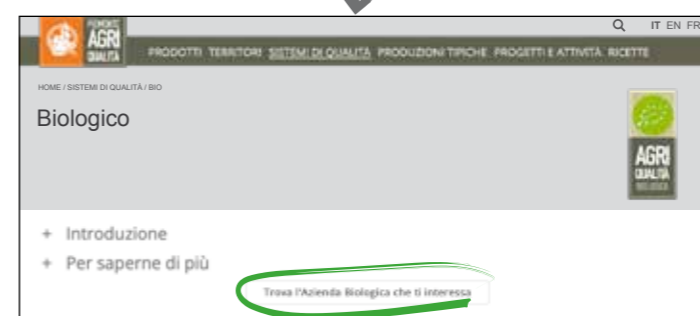 IT EN FR
PIEMONTE
AGRI
QUALITÀ
PRODOTTI TERRITORI SISTEMI DI QUALITÀ PRODUZIONI TIPICHE PROGETTI E ATTIVITÀ RICETTE
HOME / SISTEMI DI QUALITÀ / BIO
Biologico
AGRI
QUALITÀ
BIOLOGICO
+ Introduzione
+ Per saperne di più
Trova l'Azienda Biologica che ti interessa